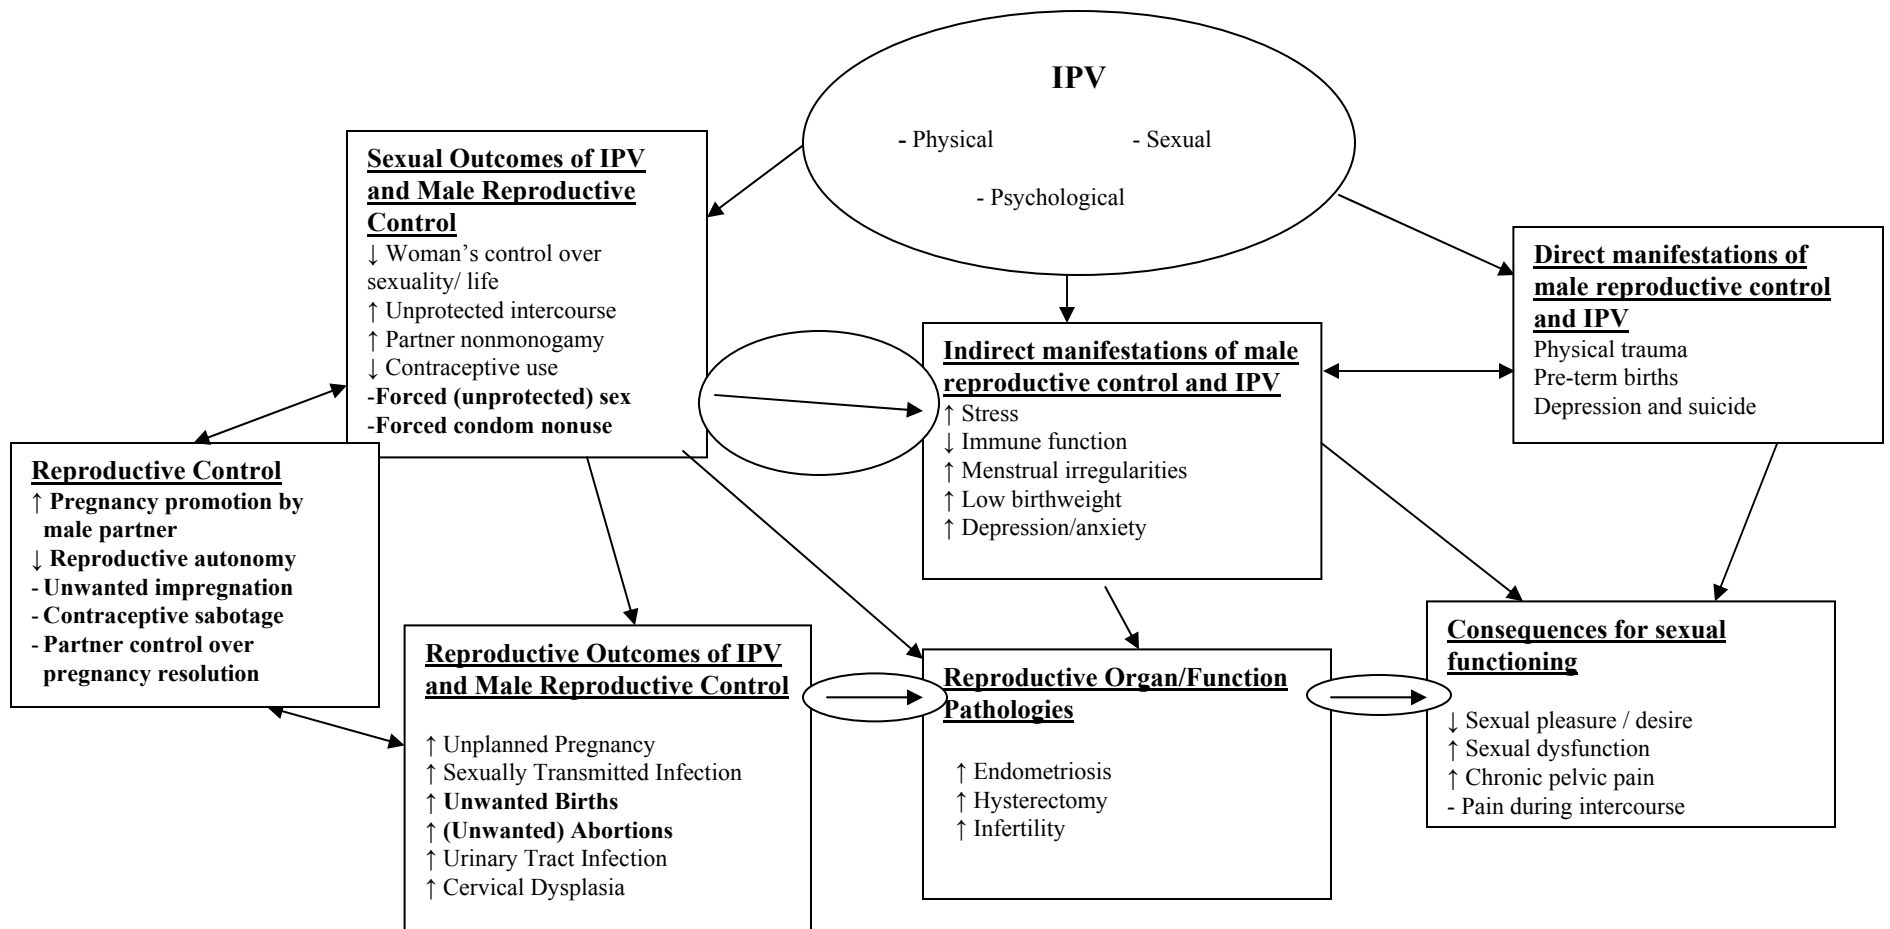 IPV
- Physical
- Sexual
- Psychological
Sexual Outcomes of IPV
and Male Reproductive
Control
↓ Woman’s control over
sexuality/ life
↑ Unprotected intercourse
↑ Partner nonmonogamy
↓ Contraceptive use
-Forced (unprotected) sex
-Forced condom nonuse
Direct manifestations of
male reproductive control
and IPV
Physical trauma
Pre-term births
Depression and suicide
Indirect manifestations of male
reproductive control and IPV
↑ Stress
↓ Immune function
↑ Menstrual irregularities
↑ Low birthweight
↑ Depression/anxiety
Reproductive Control
↑ Pregnancy promotion by
male partner
↓ Reproductive autonomy
- Unwanted impregnation
- Contraceptive sabotage
- Partner control over
pregnancy resolution
Reproductive Outcomes of IPV
and Male Reproductive Control
↑ Unplanned Pregnancy
↑ Sexually Transmitted Infection
↑ Unwanted Births
↑ (Unwanted) Abortions
↑ Urinary Tract Infection
↑ Cervical Dysplasia
Reproductive Organ/Function
Pathologies
↑ Endometriosis
↑ Hysterectomy
↑ Infertility
Consequences for sexual
functioning
↓ Sexual pleasure / desire
↑ Sexual dysfunction
↑ Chronic pelvic pain
- Pain during intercourse